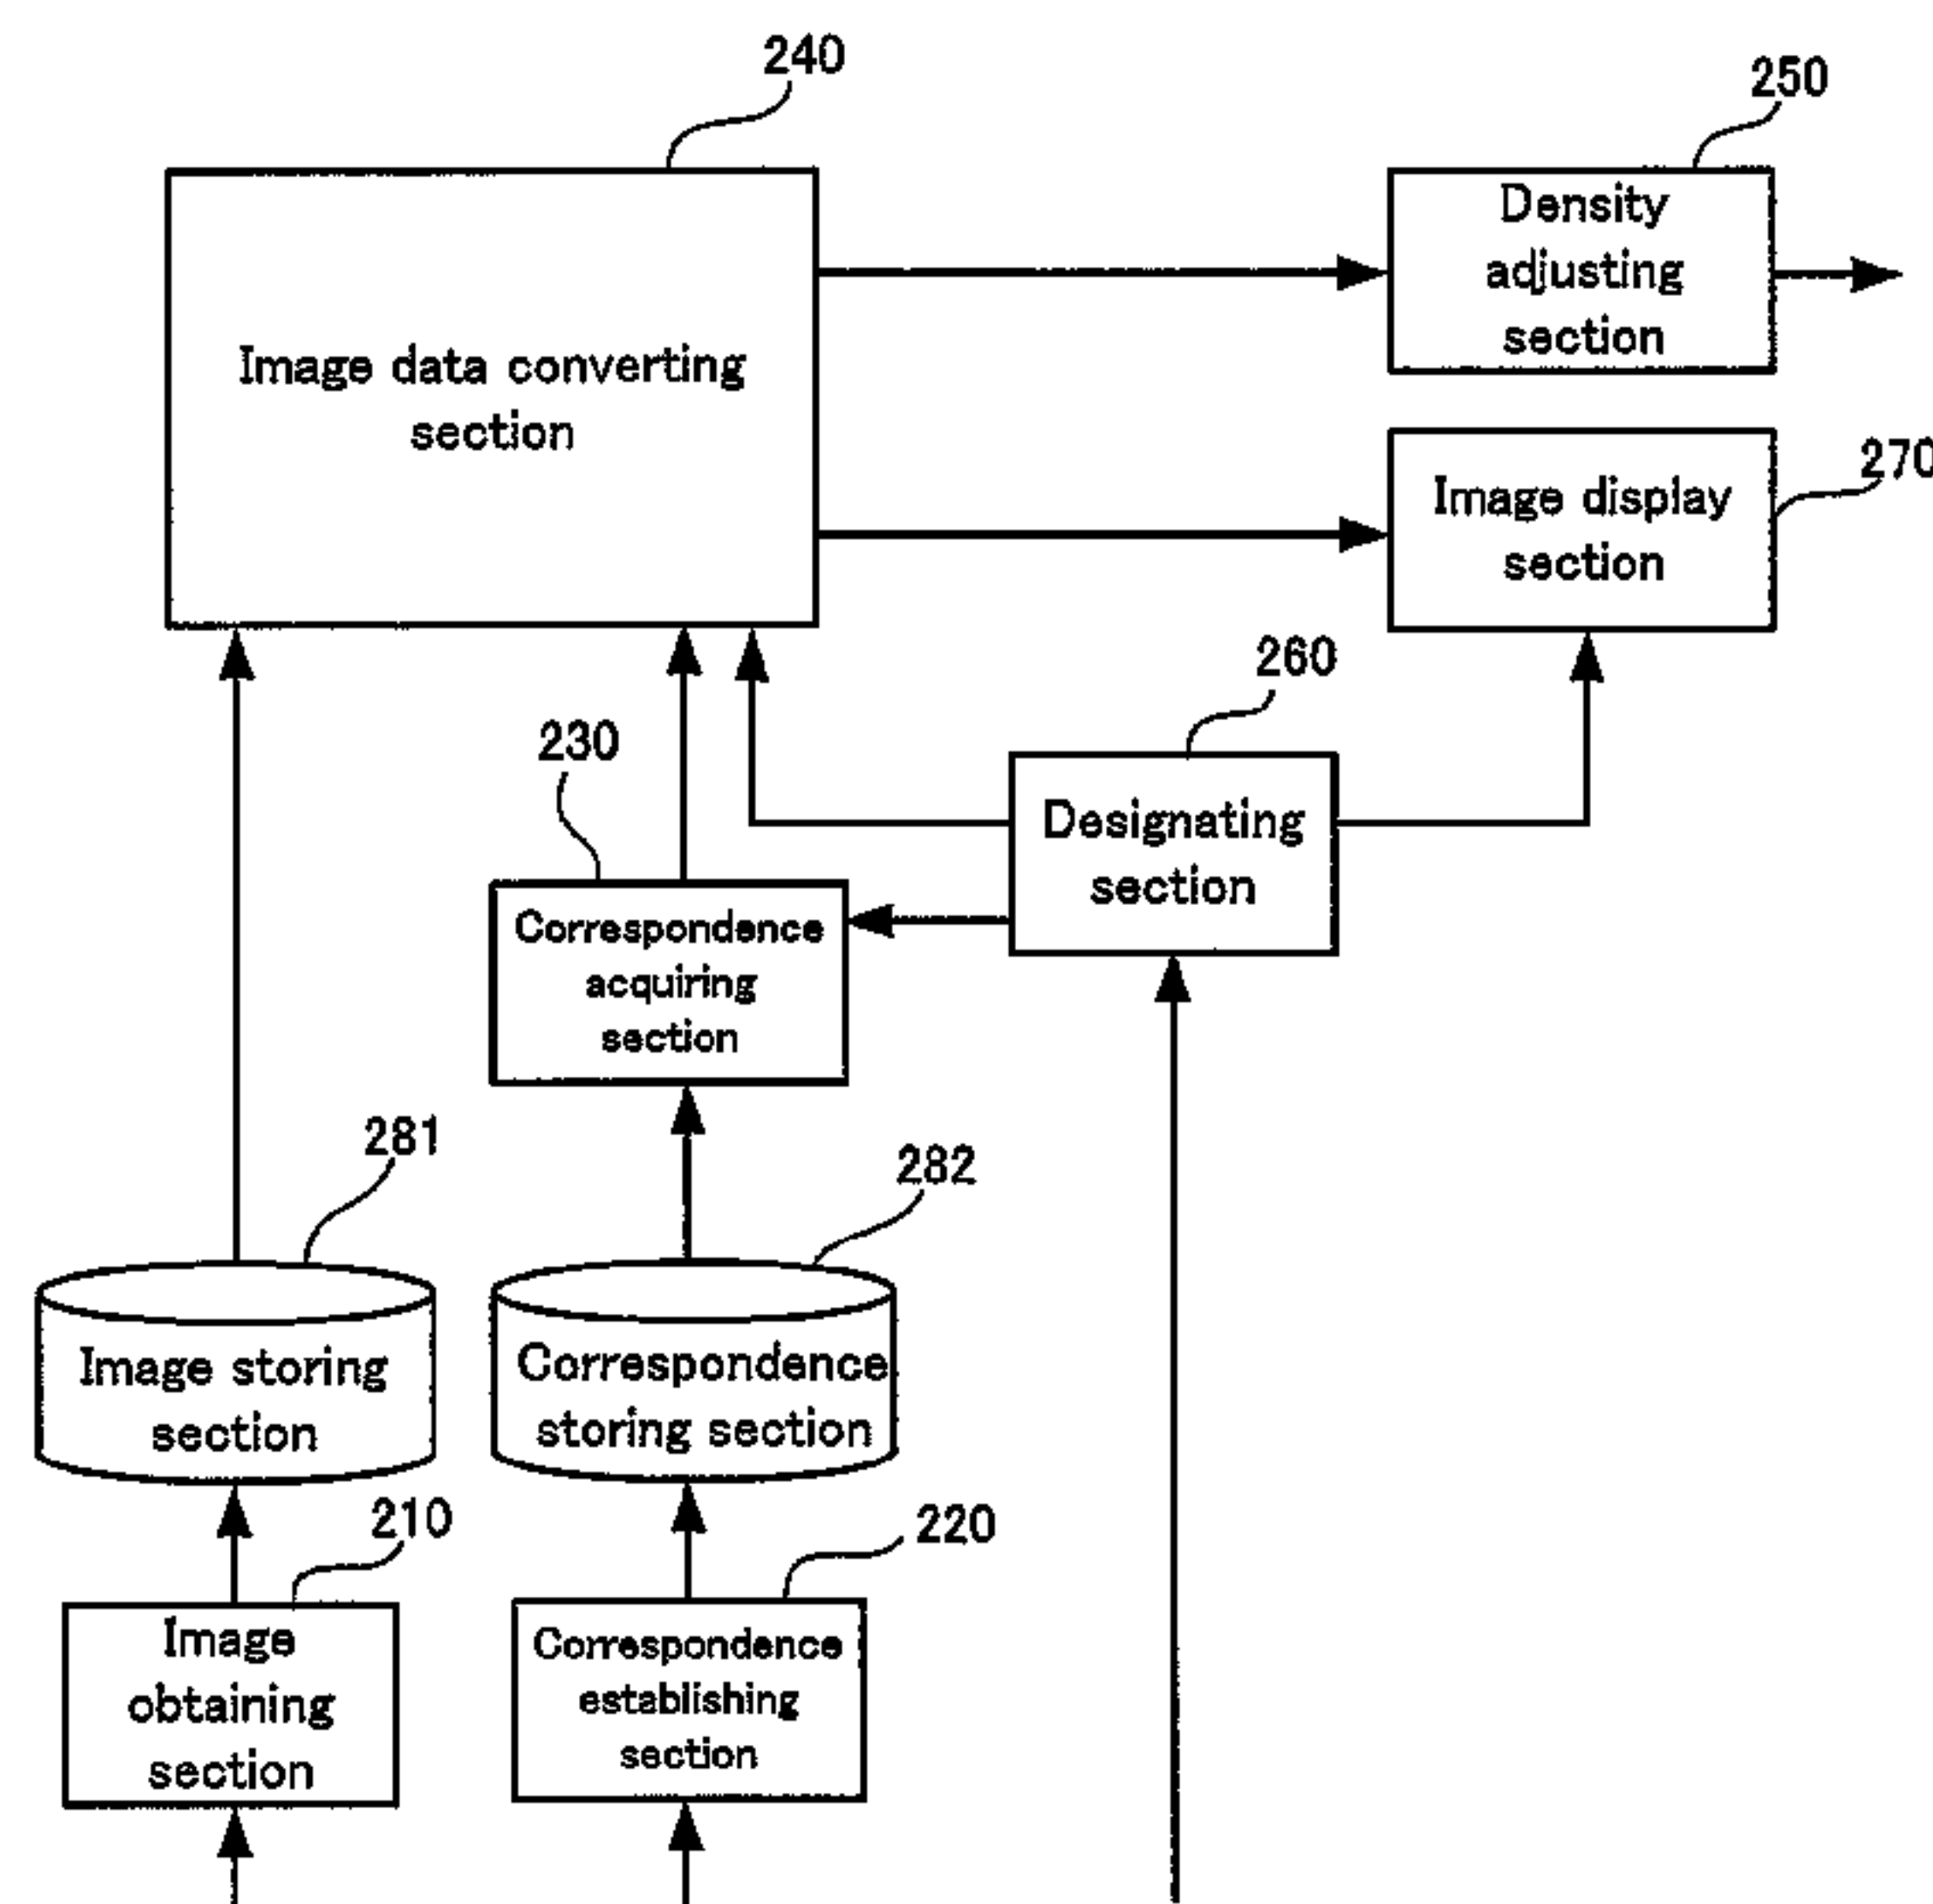 240
250
Density
adjusting
section
Image data converting
section
270
Image display
section
260
230
Designating
section
Correspondence
acquiring
section
281
282
Image storing
section
Correspondence
storing section
210
220
Image
obtaining
section
Correspondence
establishing
section